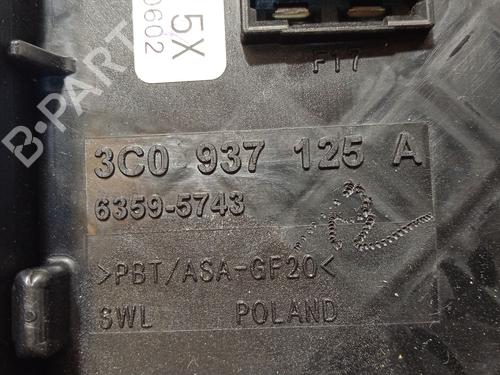 5X
0602
F17
3C0 937 125 A
6359-5743
>PBT/ASA-GF20<
SWL POLAND
B-PARTS